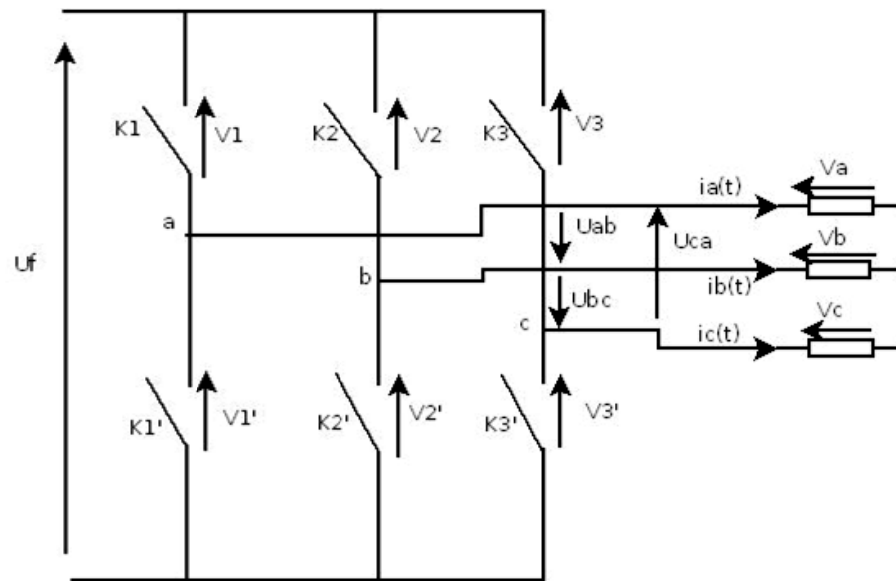 K1
V1
K2
V2
K3
V3
Va
ia(t)
a
Uab
Uca
Vb
Uf
b
Ubc
ib(t)
Vc
c
ic(t)
K1'
V1'
K2'
V2'
K3'
V3'